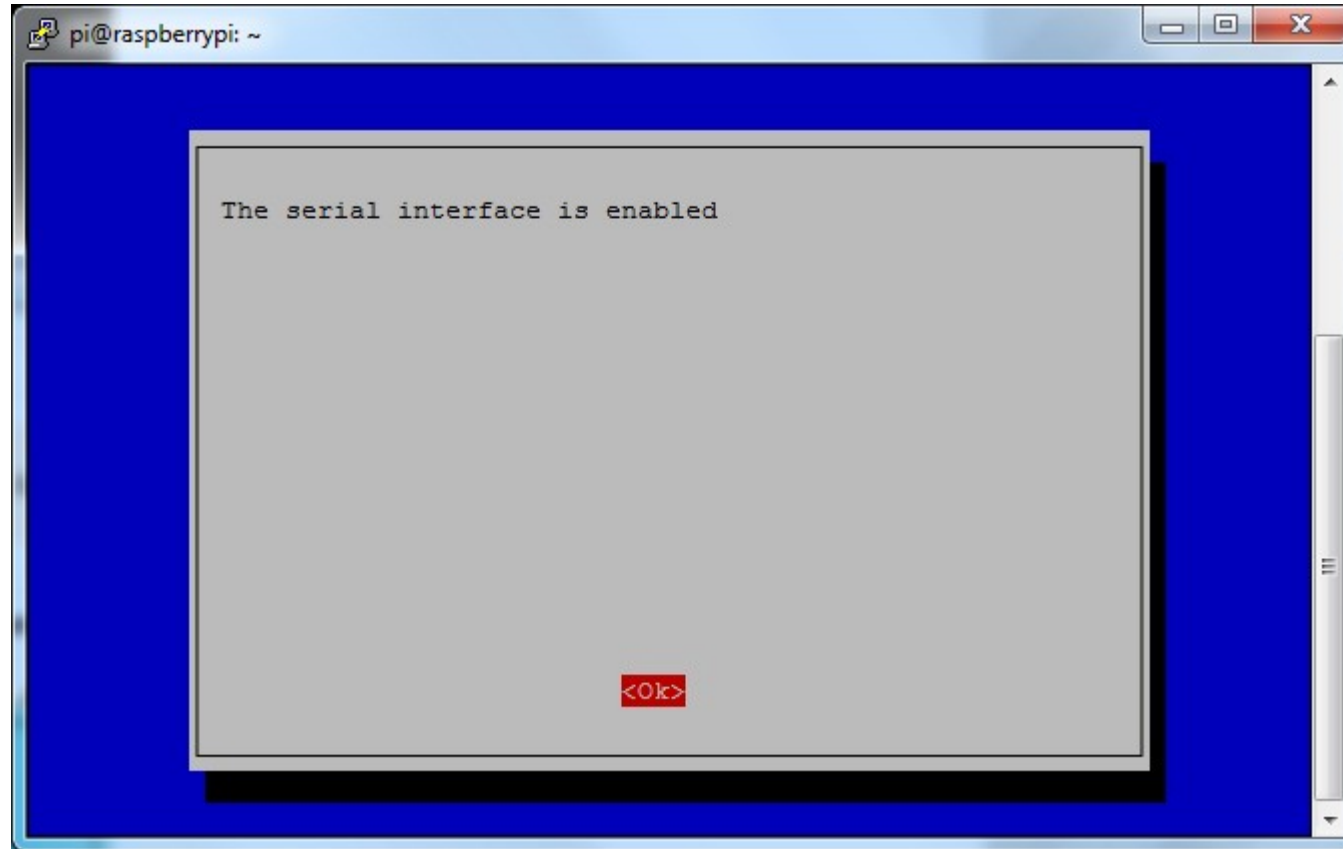 pi@raspberrypi: ~
The serial interface is enabled
<Ok>